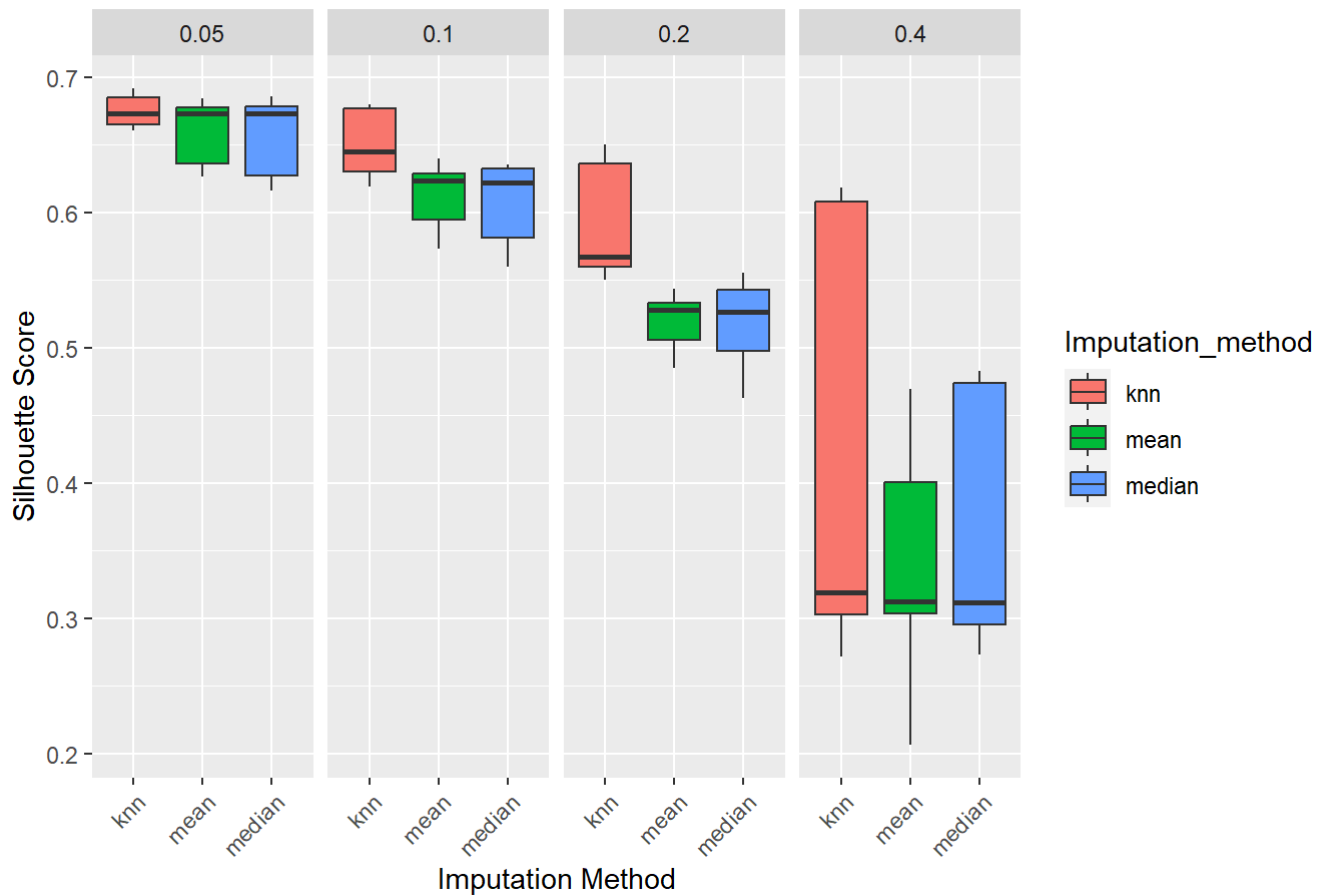 0.05 0.1 0.2 0.4
0.7
0.6
0.5
0.4
0.3
0.2
Silhouette Score
knn mean median knn mean median knn mean median knn mean median
Imputation Method
Imputation_method
knn
mean
median